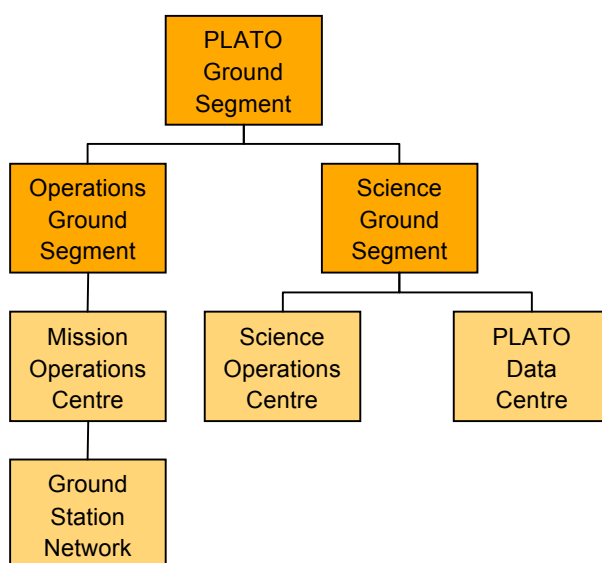 PLATO
Ground
Segment
Operations
Ground
Segment
Science
Ground
Segment
Mission
Operations
Centre
Science
Operations
Centre
PLATO
Data
Centre
Ground
Station
Network